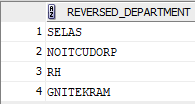 REVERSED_DEPARTMENT
1 SELAS
2 NOITCUDORP
3 RH
4 GNITEKRAM